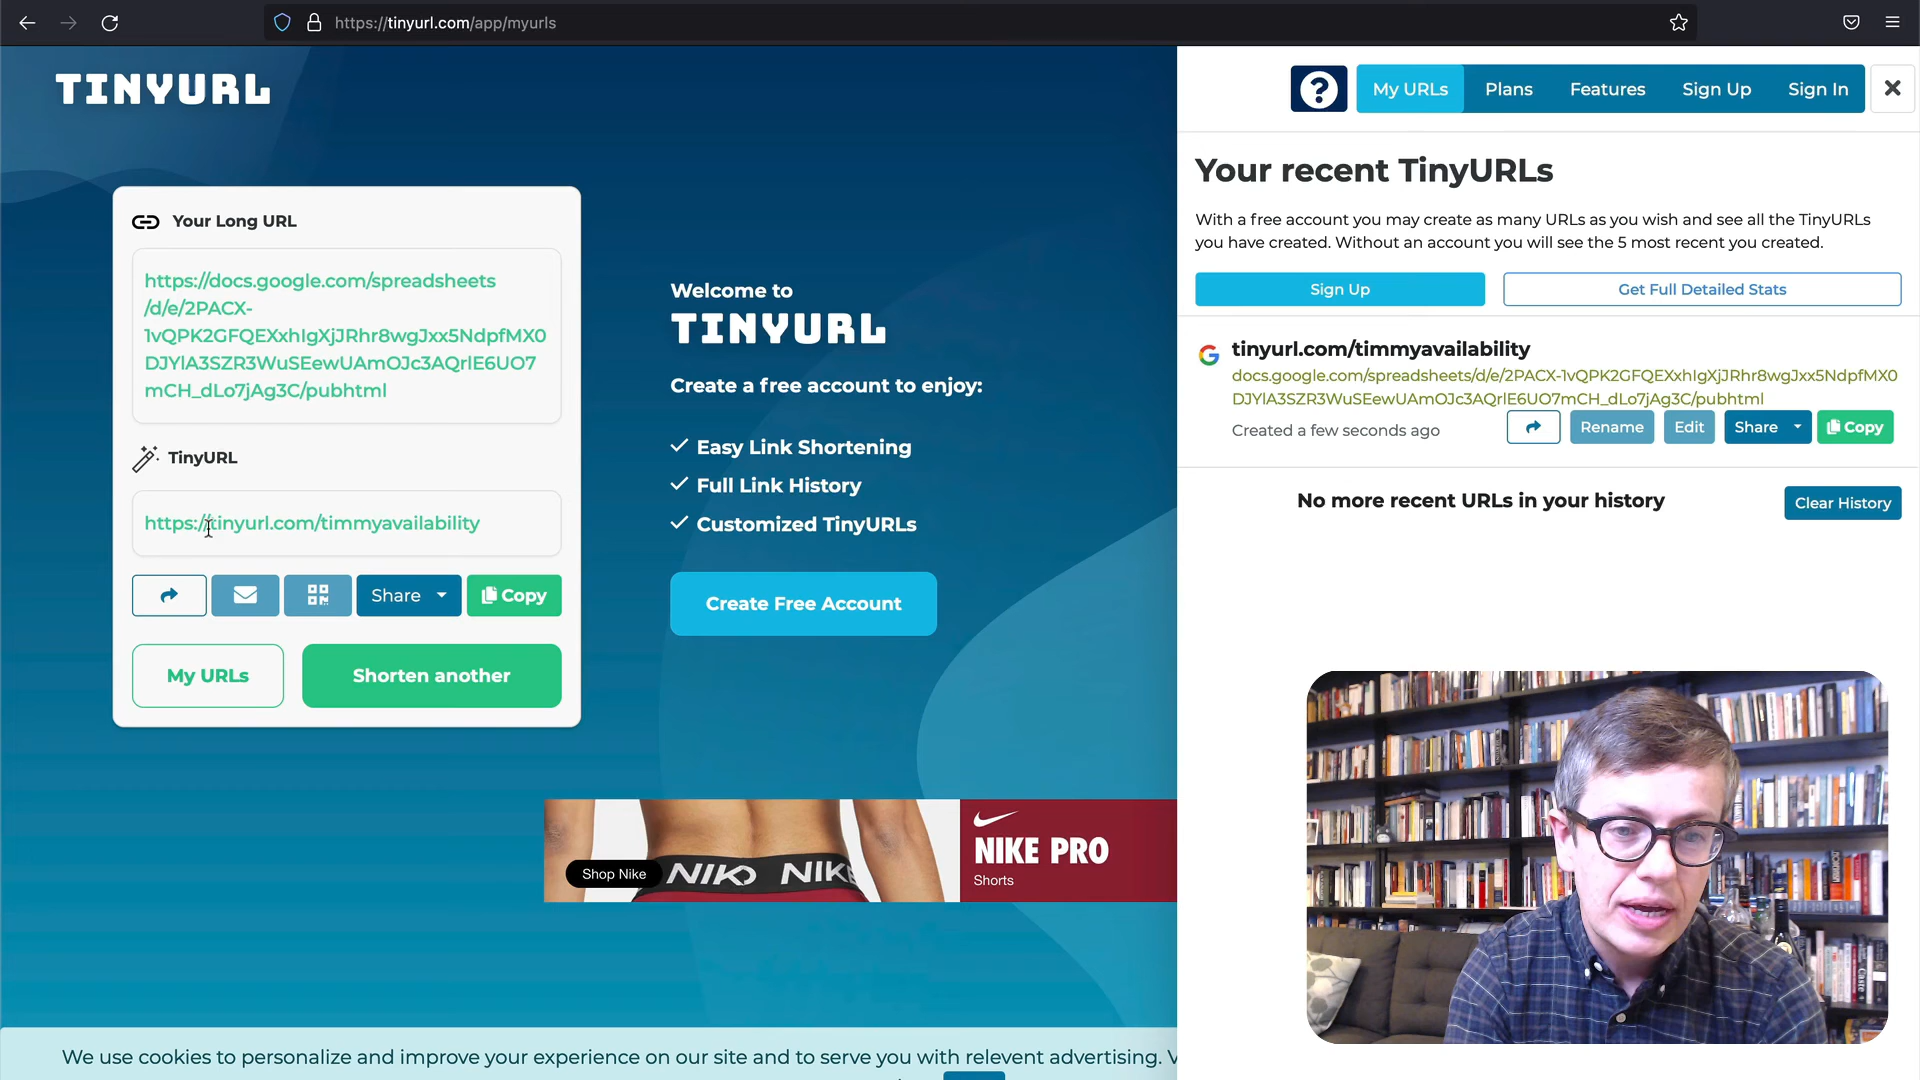 https://tinyurl.com/app/myurls
TINYURL
My URLs
Plans
Features
Sign Up
Sign In
Your Long URL
https://docs.google.com/spreadsheets
/d/e/2PACX-
1vQPK2GFQEXxhIgXjJRhr8wgJxx5NdpfMX0
DJYlA3SZR3WuSEewUAmOJc3AQrlE6UO7
mCH_dLo7jAg3C/pubhtml
TinyURL
https://tinyurl.com/timmyavailability
Share
Copy
My URLs
Shorten another
Welcome to
TINYURL
Create a free account to enjoy:
Easy Link Shortening
Full Link History
Customized TinyURLs
Create Free Account
Shop Nike
NIKE
NIKE
NIKE PRO
Shorts
Your recent TinyURLs
With a free account you may create as many URLs as you wish and see all the TinyURLs
you have created. Without an account you will see the 5 most recent you created.
Sign Up
Get Full Detailed Stats
tinyurl.com/timmyavailability
docs.google.com/spreadsheets/d/e/2PACX-1vQPK2GFQEXxhIgXjJRhr8wgJxx5NdpfMX0
DJYlA3SZR3WuSEewUAmOJc3AQrlE6UO7mCH_dLo7jAg3C/pubhtml
Created a few seconds ago
Rename
Edit
Share
Copy
No more recent URLs in your history
Clear History
We use cookies to personalize and improve your experience on our site and to serve you with relevent advertising.